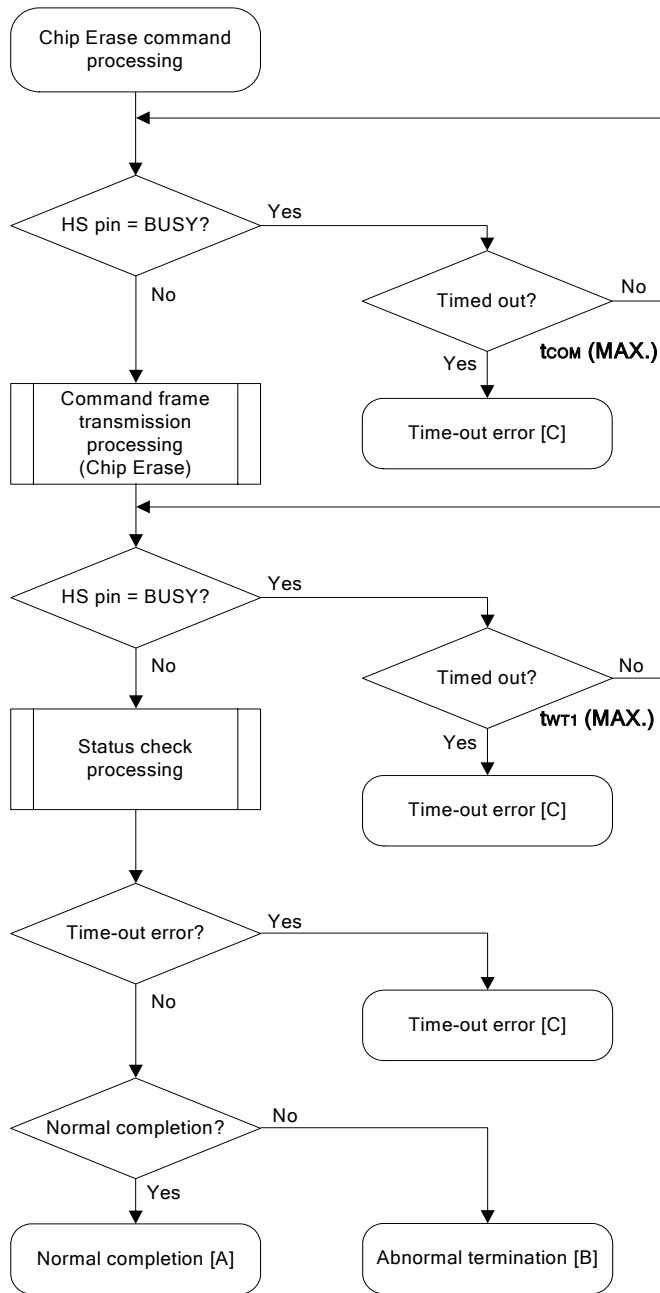 Chip Erase command
processing
HS pin = BUSY?
Yes
No
Timed out?
No
tCOM (MAX.)
Yes
Time-out error [C]
Command frame
transmission
processing
(Chip Erase)
HS pin = BUSY?
Yes
No
Timed out?
No
tWT1 (MAX.)
Yes
Time-out error [C]
Status check
processing
Time-out error?
Yes
No
Time-out error [C]
Normal completion?
No
Yes
Normal completion [A]
Abnormal termination [B]